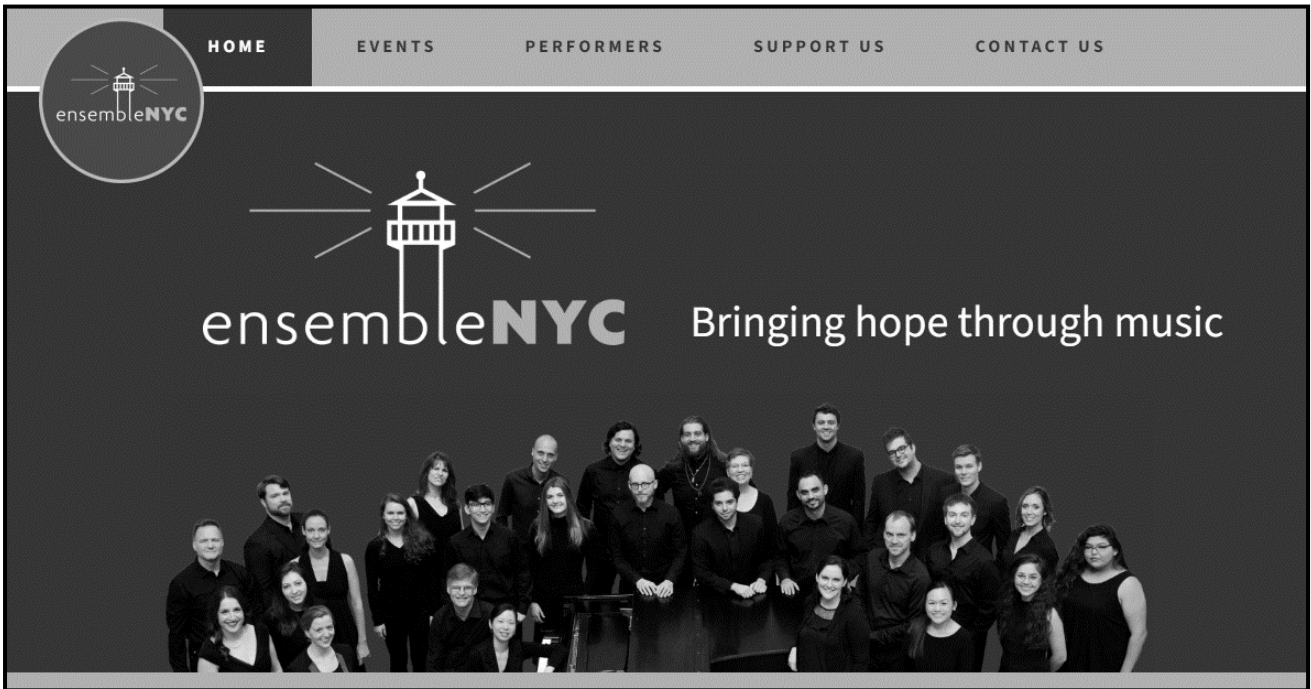 HOME EVENTS PERFORMERS SUPPORT US CONTACT US
ensembleNYC
ensembleNYC
Bringing hope through music